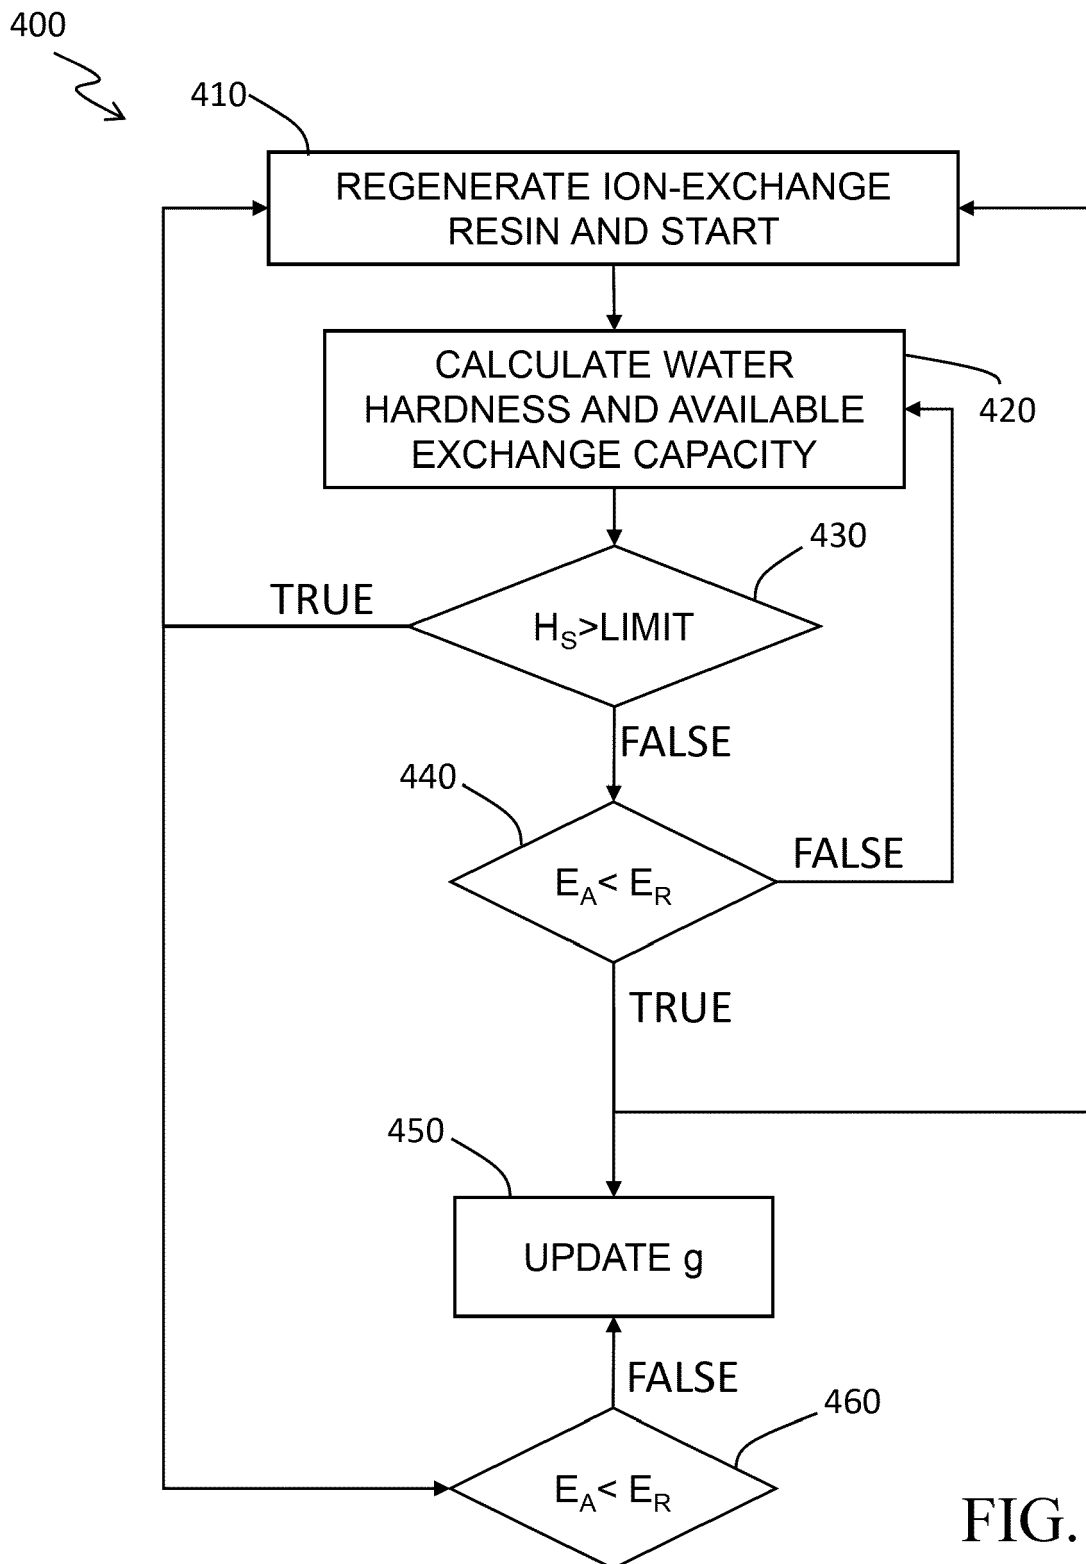 400
410
REGENERATE ION-EXCHANGE
RESIN AND START
CALCULATE WATER
HARDNESS AND AVAILABLE
EXCHANGE CAPACITY
420
430
TRUE
HS>LIMIT
FALSE
440
FALSE
EA< ER
TRUE
450
UPDATE g
FALSE
460
EA< ER
FIG.